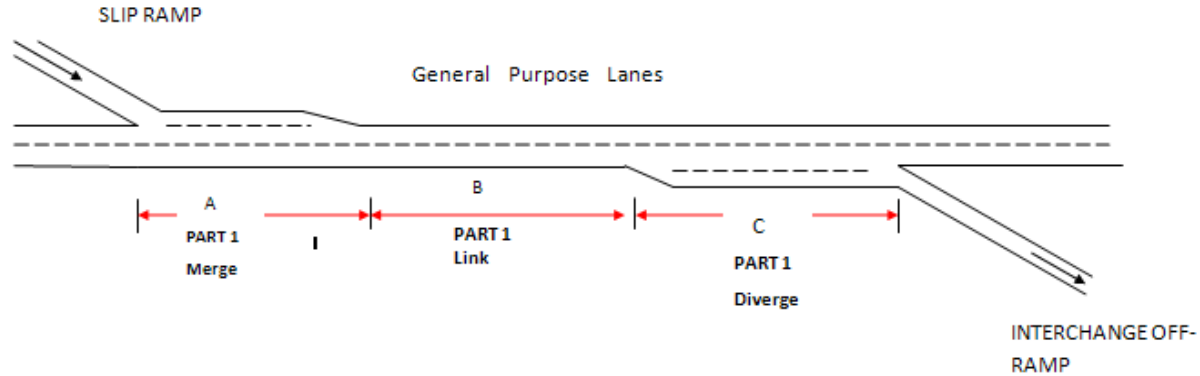 SLIP RAMP
General Purpose Lanes
A
PART 1
Merge
I
B
PART 1
Link
C
PART 1
Diverge
INTERCHANGE OFF-
RAMP